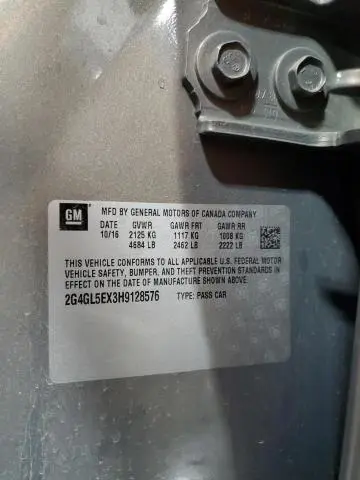 GM
MFD BY GENERAL MOTORS OF CANADA COMPANY
DATE GVWR GAWR FRT GAWR RR
10/16 2125 KG 1117 KG 1008 KG
4684 LB 2462 LB 2222 LB
THIS VEHICLE CONFORMS TO ALL APPLICABLE U.S. FEDERAL MOTOR
VEHICLE SAFETY, BUMPER, AND THEFT PREVENTION STANDARDS IN
EFFECT ON THE DATE OF MANUFACTURE SHOWN ABOVE.
2G4GL5EX3H9128576 TYPE: PASS CAR